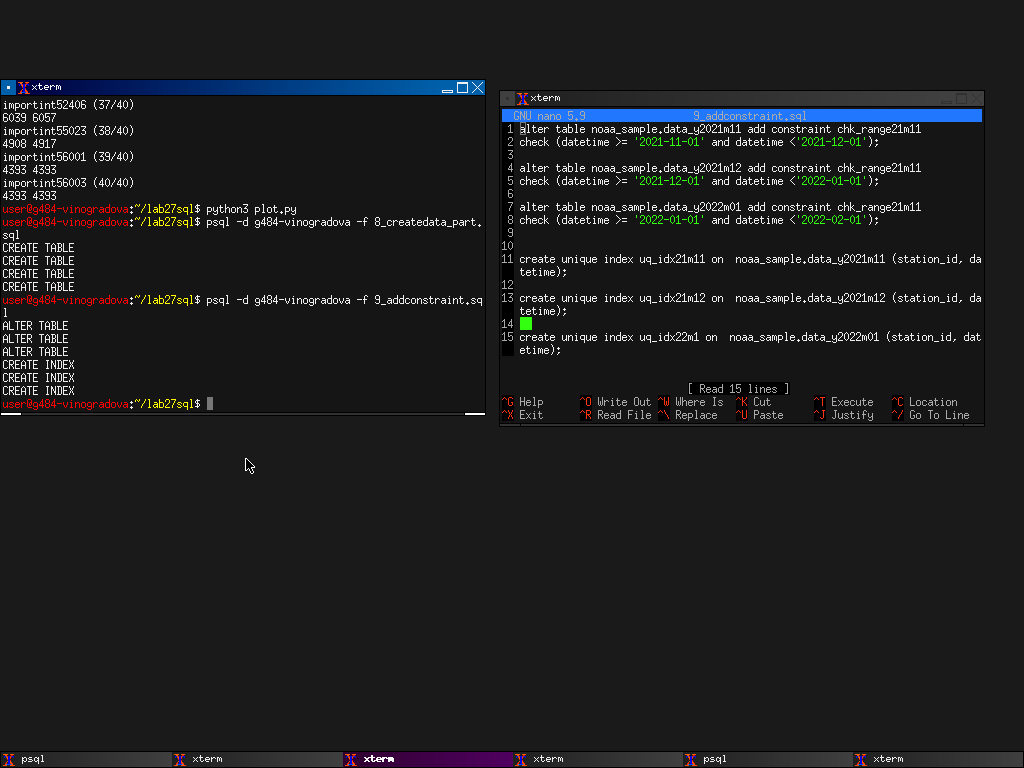 xterm
importint52406 (37/40)
6039 6057
importint55023 (38/40)
4908 4917
importint56001 (39/40)
4393 4393
importint56003 (40/40)
4393 4393
user@g484-vinogradova:~/lab27sql$ python3 plot.py
user@g484-vinogradova:~/lab27sql$ psql -d g484-vinogradova -f 8_createdata_part.
sql
CREATE TABLE
CREATE TABLE
CREATE TABLE
CREATE TABLE
user@g484-vinogradova:~/lab27sql$ psql -d g484-vinogradova -f 9_addconstraint.sq
l
ALTER TABLE
ALTER TABLE
ALTER TABLE
CREATE INDEX
CREATE INDEX
CREATE INDEX
user@g484-vinogradova:~/lab27sql$
xterm
GNU nano 5.9 9_addconstraint.sql
1 alter table noaa_sample.data_y2021m11 add constraint chk_range21m11
2 check (datetime >= '2021-11-01' and datetime <'2021-12-01');
3
4 alter table noaa_sample.data_y2021m12 add constraint chk_range21m11
5 check (datetime >= '2021-12-01' and datetime <'2022-01-01');
6
7 alter table noaa_sample.data_y2022m01 add constraint chk_range21m11
8 check (datetime >= '2022-01-01' and datetime <'2022-02-01');
9
10
11 create unique index uq_idx21m11 on  noaa_sample.data_y2021m11 (station_id, da
tetime);
12
13 create unique index uq_idx21m12 on  noaa_sample.data_y2021m12 (station_id, da
tetime);
14
15 create unique index uq_idx22m1 on  noaa_sample.data_y2022m01 (station_id, dat
etime);
[ Read 15 lines ]
^G Help ^O Write Out ^W Where Is ^K Cut ^T Execute ^C Location
^X Exit ^R Read File ^\ Replace ^U Paste ^J Justify ^/ Go To Line
psql xterm xterm xterm psql xterm